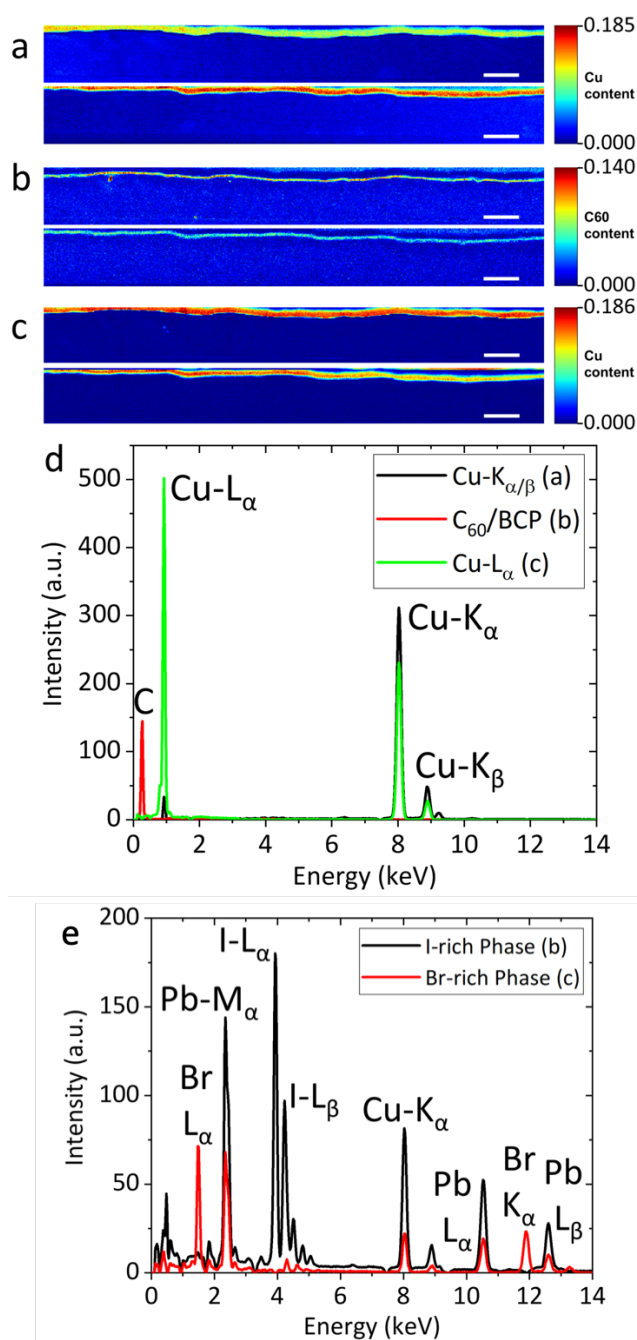 a
0.185
Cu
content
0.000
b
0.140
C60
content
0.000
c
0.186
Cu
content
0.000
d
500
400
300
200
100
0
Intensity (a.u.)
Cu-Lα
C
Cu-Kα
Cu-Kβ
Cu-Kα/β (a)
C60/BCP (b)
Cu-Lα (c)
0 2 4 6 8 10 12 14
Energy (keV)
e
200
150
100
50
0
Intensity (a.u.)
I-Lα
Pb-Mα
Br
Lα
I-Lβ
Cu-Kα
Pb
Lα
Br
Kα
Pb
Lβ
I-rich Phase (b)
Br-rich Phase (c)
0 2 4 6 8 10 12 14
Energy (keV)